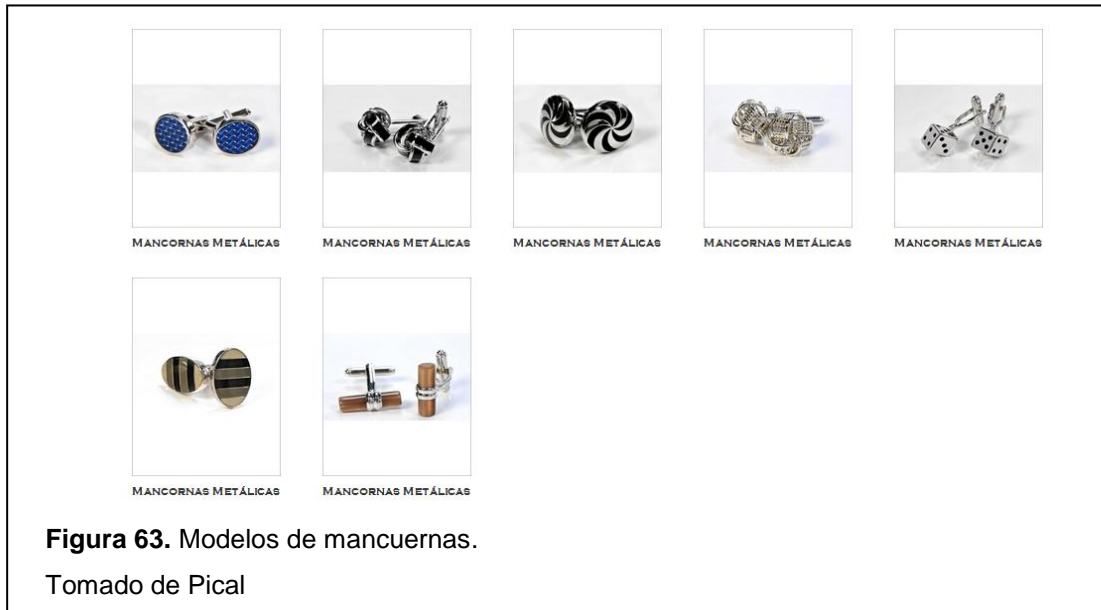 MANCORNAS METÁLICAS MANCORNAS METÁLICAS MANCORNAS METÁLICAS MANCORNAS METÁLICAS MANCORNAS METÁLICAS
MANCORNAS METÁLICAS MANCORNAS METÁLICAS
Figura 63. Modelos de mancuernas.
Tomado de Pical